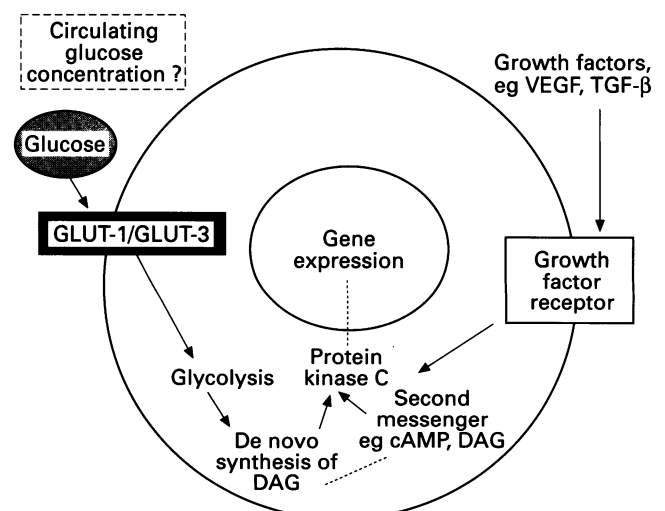 Circulating
glucose
concentration ?
Growth factors,
eg VEGF, TGF-β
Glucose
GLUT-1/GLUT-3
Gene
expression
Growth
factor
receptor
Protein
kinase C
Glycolysis
Second
messenger
eg cAMP, DAG
De novo
synthesis of
DAG